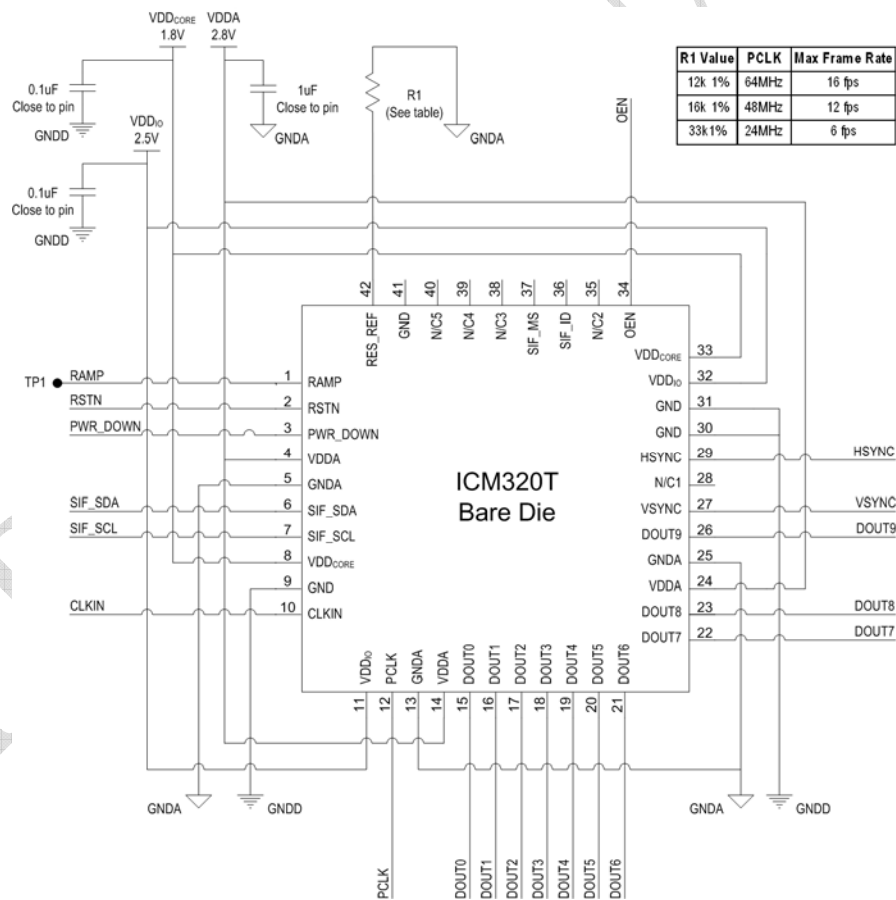 VDDCORE
1.8V
VDDA
2.8V
0.1uF
Close to pin
GNDD
1uF
Close to pin
GNDA
VDDIO
2.5V
0.1uF
Close to pin
GNDD
R1
(See table)
GNDA
OEN
R1 Value PCLK Max Frame Rate
12k 1% 64MHz 16 fps
16k 1% 48MHz 12 fps
33k1% 24MHz 6 fps
42 41 40 39 38 37 36 35 34
RES_REF GND N/C5 N/C4 N/C3 SIF_MS SIF_ID N/C2 OEN
TP1 RAMP 1 RAMP
RSTN 2 RSTN
PWR_DOWN 3 PWR_DOWN
4 VDDA
5 GNDA
SIF_SDA 6 SIF_SDA
SIF_SCL 7 SIF_SCL
8 VDDCORE
9 GND
CLKIN 10 CLKIN
ICM320T
Bare Die
VDDCORE 33
VDDIO 32
GND 31
GND 30
HSYNC 29 HSYNC
N/C1 28
VSYNC 27 VSYNC
DOUT9 26 DOUT9
GNDA 25
VDDA 24
DOUT8 23 DOUT8
DOUT7 22 DOUT7
VDDIO PCLK GNDA VDDA DOUT0 DOUT1 DOUT2 DOUT3 DOUT4 DOUT5 DOUT6
11 12 13 14 15 16 17 18 19 20 21
GNDA GNDD
GNDA GNDD
PCLK DOUT0 DOUT1 DOUT2 DOUT3 DOUT4 DOUT5 DOUT6